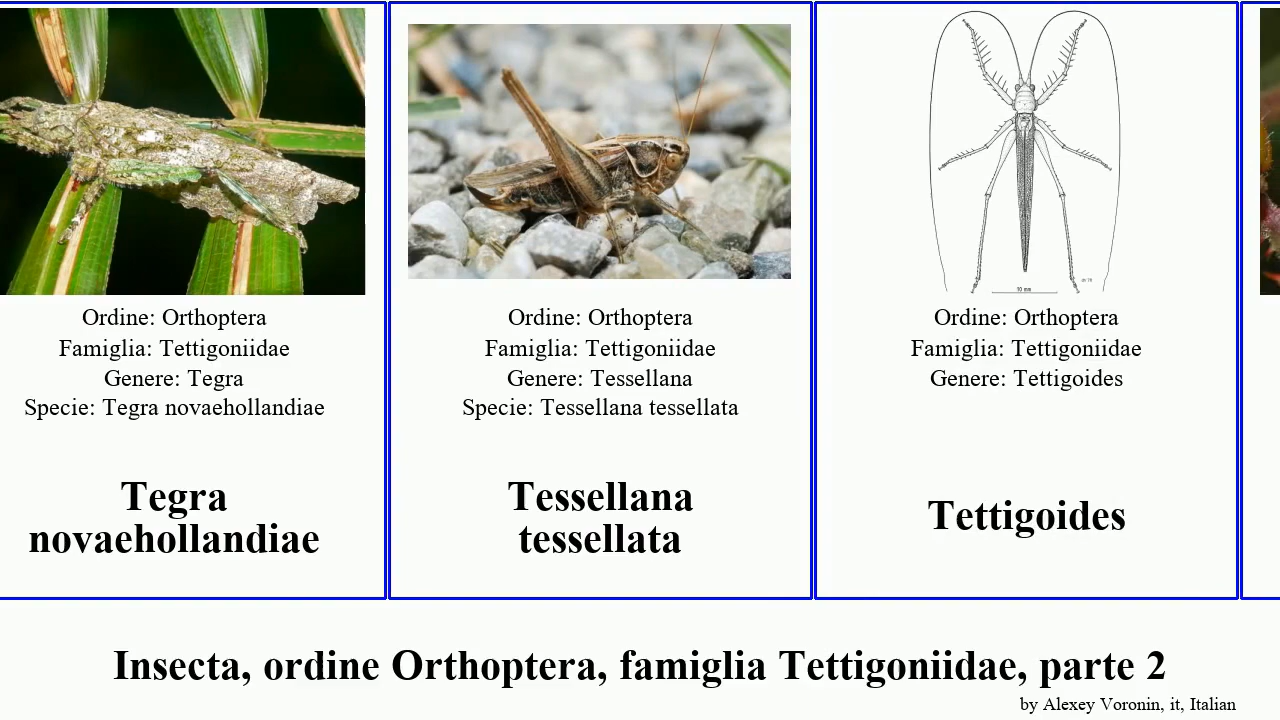 Ordine: Orthoptera
Famiglia: Tettigoniidae
Genere: Tegra
Specie: Tegra novaehollandiae
Tegra
novaehollandiae
Ordine: Orthoptera
Famiglia: Tettigoniidae
Genere: Tessellana
Specie: Tessellana tessellata
Tessellana
tessellata
10 mm
Ordine: Orthoptera
Famiglia: Tettigoniidae
Genere: Tettigoides
Tettigoides
Insecta, ordine Orthoptera, famiglia Tettigoniidae, parte 2
by Alexey Voronin, it, Italian